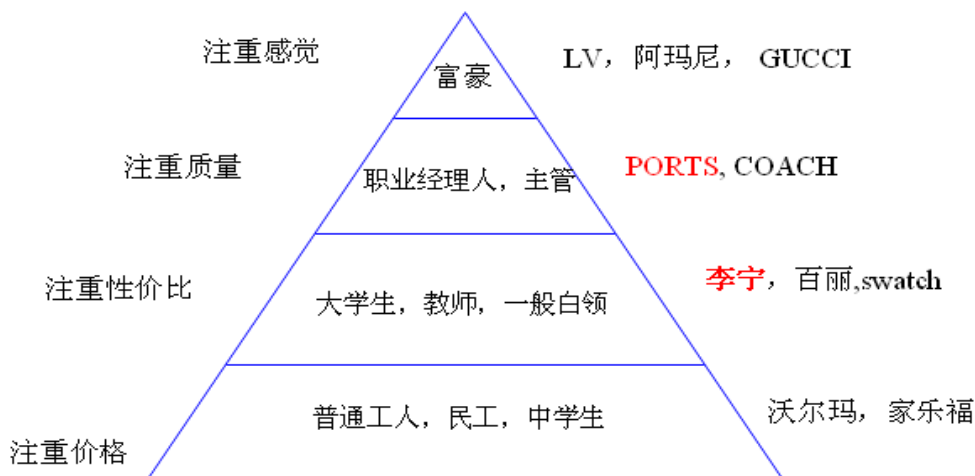 注重感觉
富豪
LV， 阿玛尼， GUCCI
注重质量
职业经理人，主管
PORTS, COACH
注重性价比
大学生，教师，一般白领
李宁，百丽,swatch
注重价格
普通工人，民工，中学生
沃尔玛，家乐福